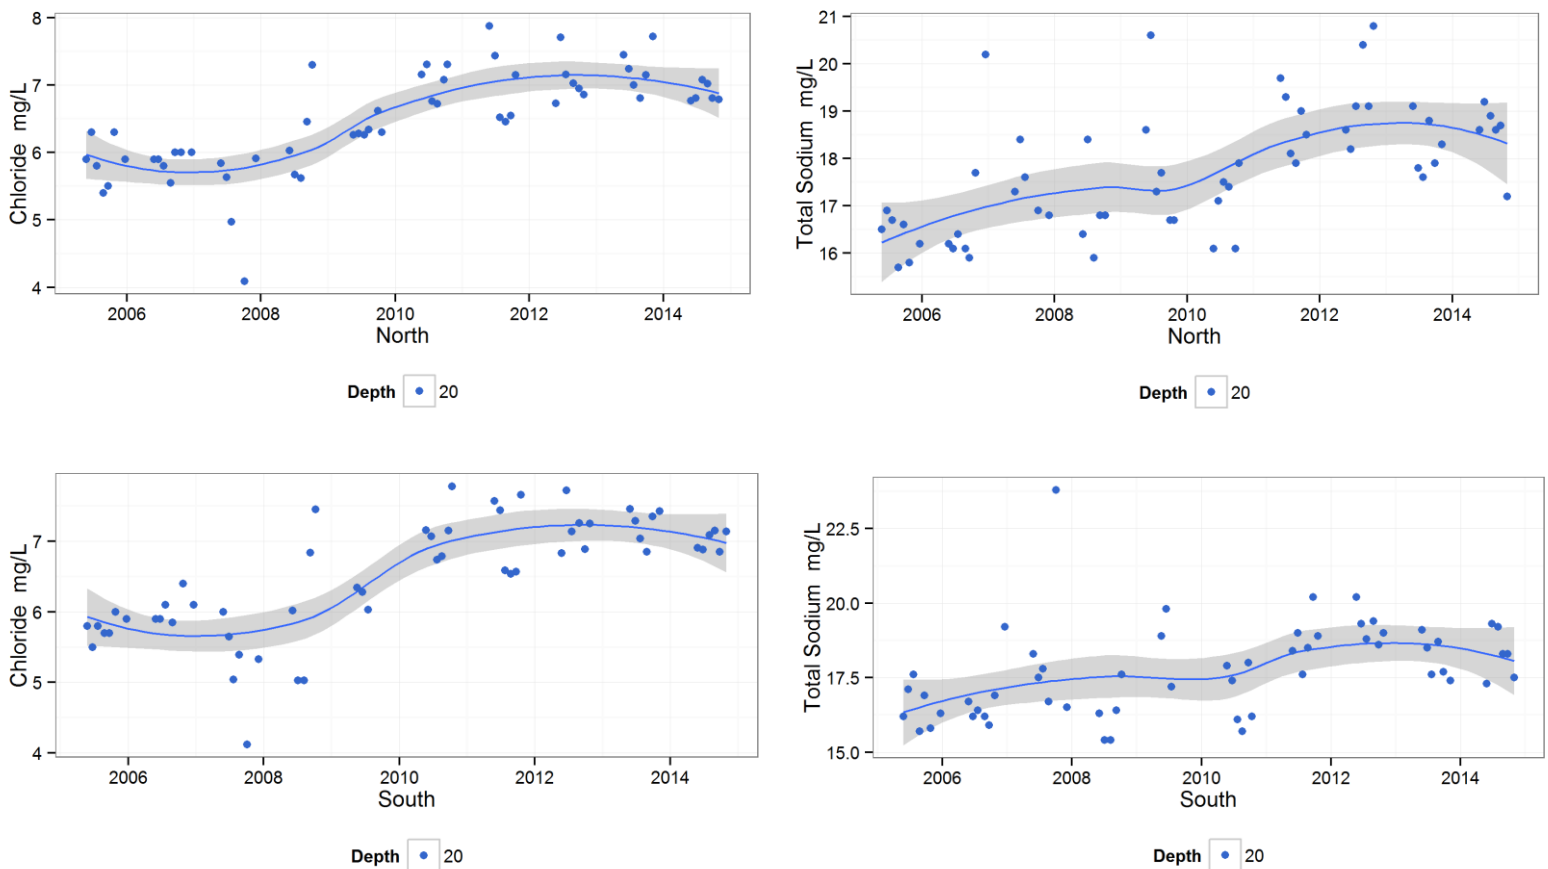 8
7
6
5
4
Chloride mg/L
2006 2008 2010 2012 2014
North
Depth 20
21
20
19
18
17
16
Total Sodium mg/L
2006 2008 2010 2012 2014
North
Depth 20
7
6
5
4
Chloride mg/L
2006 2008 2010 2012 2014
South
Depth 20
22.5
20.0
17.5
15.0
Total Sodium mg/L
2006 2008 2010 2012 2014
South
Depth 20